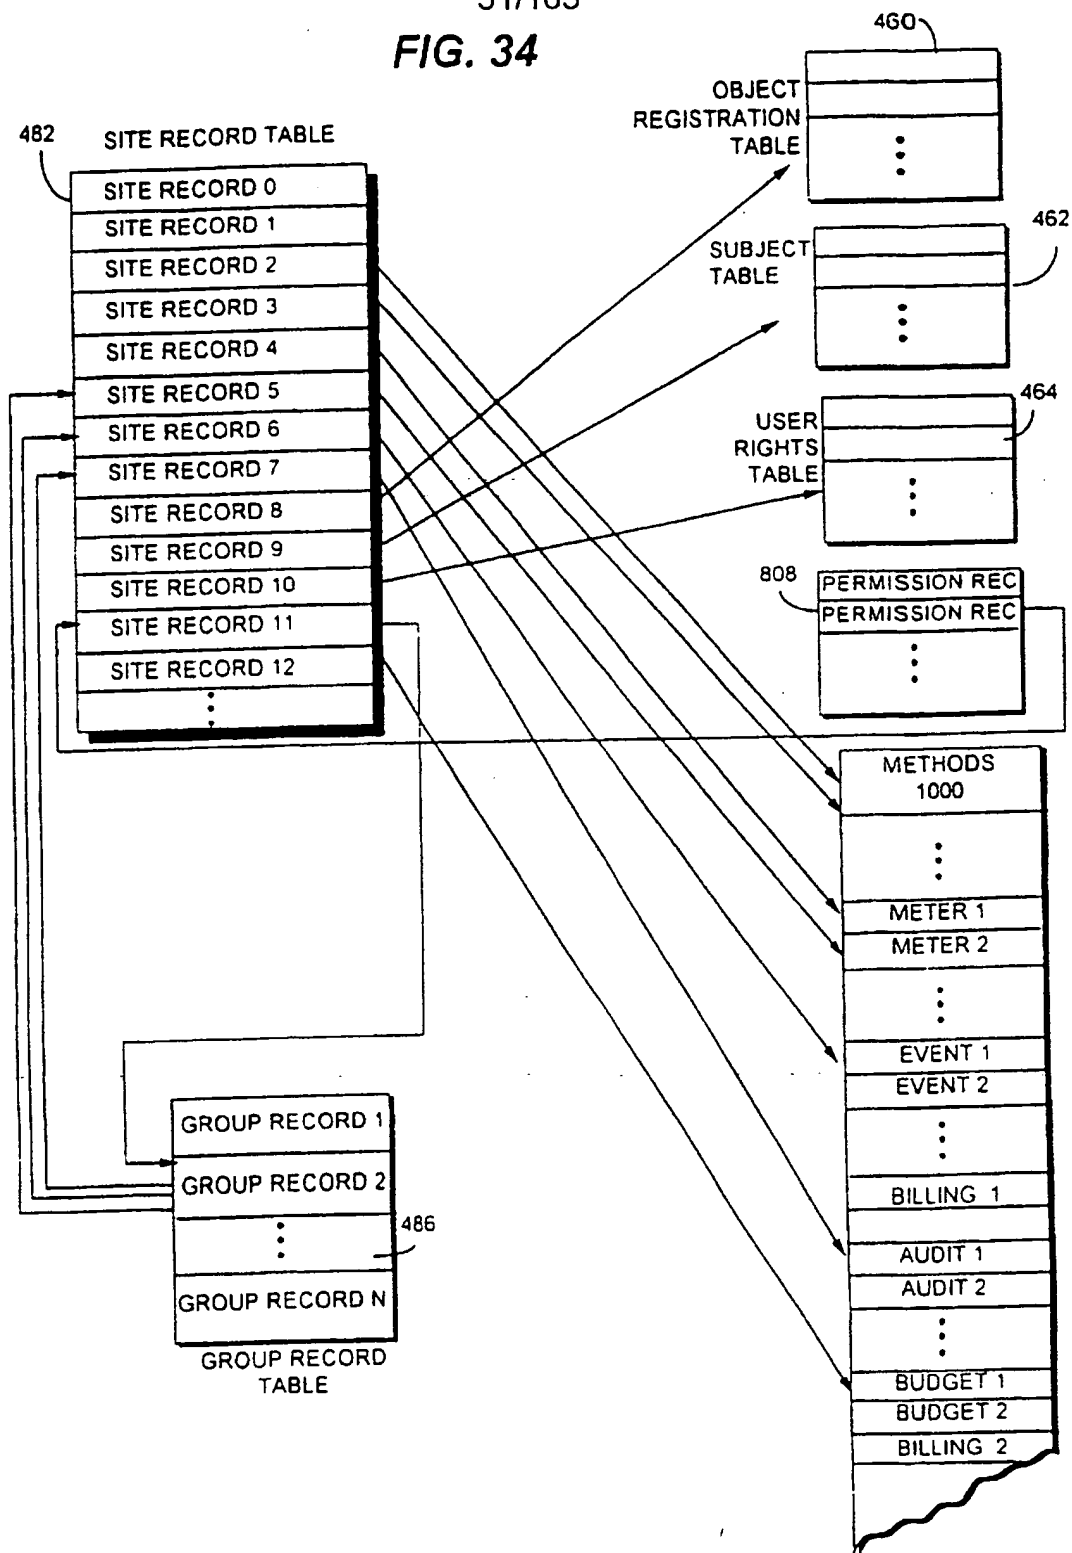 FIG. 34
460
OBJECT
REGISTRATION
TABLE
482
SITE RECORD TABLE
SITE RECORD 0
SITE RECORD 1
SITE RECORD 2
SITE RECORD 3
SITE RECORD 4
SITE RECORD 5
SITE RECORD 6
SITE RECORD 7
SITE RECORD 8
SITE RECORD 9
SITE RECORD 10
SITE RECORD 11
SITE RECORD 12
SUBJECT
TABLE
462
USER
RIGHTS
TABLE
464
808
PERMISSION REC
PERMISSION REC
METHODS
1000
METER 1
METER 2
EVENT 1
EVENT 2
BILLING 1
AUDIT 1
AUDIT 2
BUDGET 1
BUDGET 2
BILLING 2
GROUP RECORD 1
GROUP RECORD 2
486
GROUP RECORD N
GROUP RECORD
TABLE